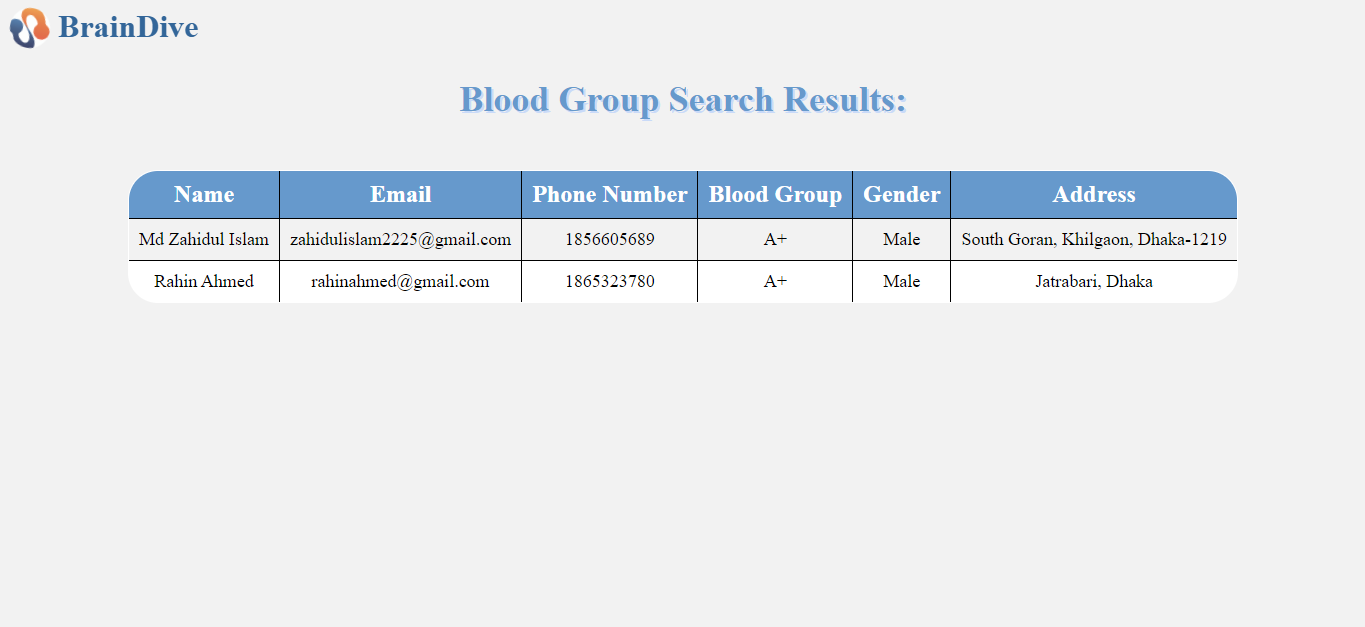 BrainDive
Blood Group Search Results:
Name Email Phone Number Blood Group Gender Address
Md Zahidul Islam zahidulislam2225@gmail.com 1856605689 A+ Male South Goran, Khilgaon, Dhaka-1219
Rahin Ahmed rahinahmed@gmail.com 1865323780 A+ Male Jatrabari, Dhaka